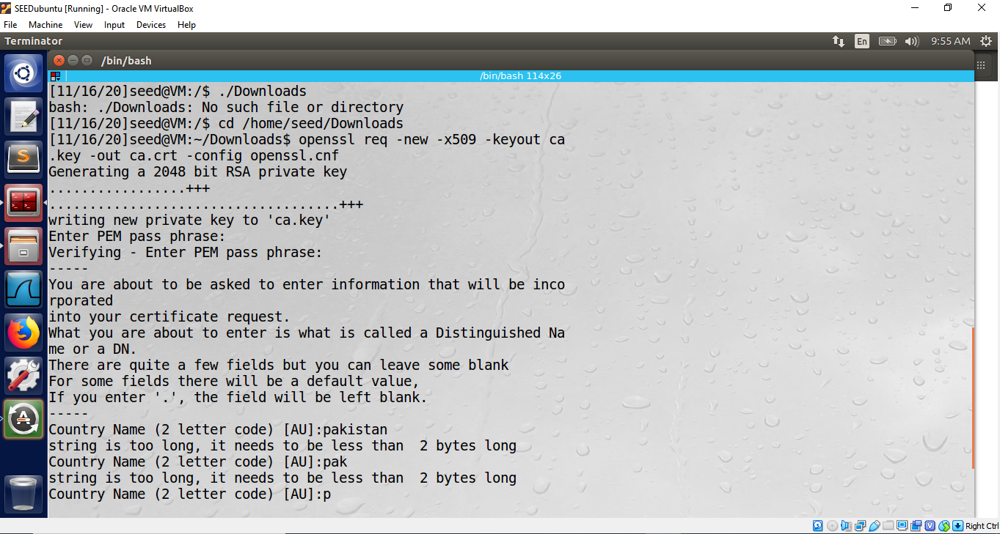 SEEDubuntu [Running] - Oracle VM VirtualBox
File Machine View Input Devices Help
Terminator En 9:55 AM
/bin/bash
/bin/bash 114x26
[11/16/20]seed@VM:/$ ./Downloads
bash: ./Downloads: No such file or directory
[11/16/20]seed@VM:/$ cd /home/seed/Downloads
[11/16/20]seed@VM:~/Downloads$ openssl req -new -x509 -keyout ca
.key -out ca.crt -config openssl.cnf
Generating a 2048 bit RSA private key
.................+++
....................................+++
writing new private key to 'ca.key'
Enter PEM pass phrase:
Verifying - Enter PEM pass phrase:
-----
You are about to be asked to enter information that will be inco
rporated
into your certificate request.
What you are about to enter is what is called a Distinguished Na
me or a DN.
There are quite a few fields but you can leave some blank
For some fields there will be a default value,
If you enter '.', the field will be left blank.
-----
Country Name (2 letter code) [AU]:pakistan
string is too long, it needs to be less than  2 bytes long
Country Name (2 letter code) [AU]:pak
string is too long, it needs to be less than  2 bytes long
Country Name (2 letter code) [AU]:p
Right Ctrl